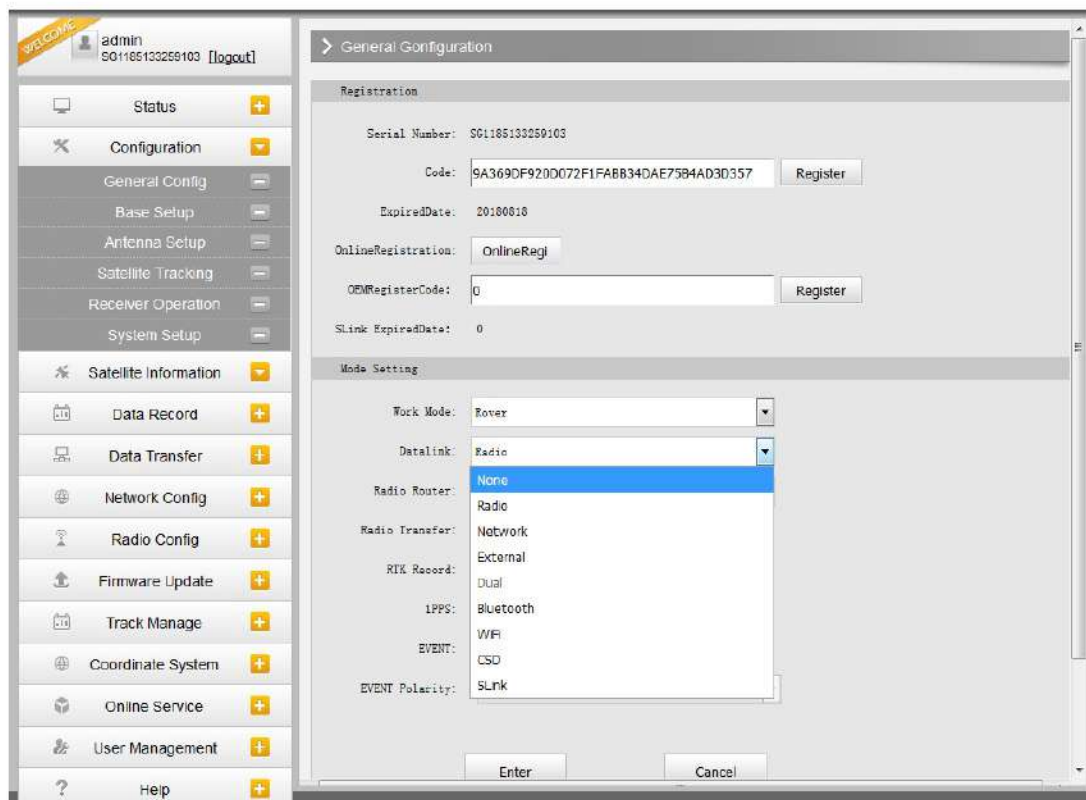 WELCOME
admin
SG1185133259103 [logout]
Status
Configuration
General Config
Base Setup
Antenna Setup
Satellite Tracking
Receiver Operation
System Setup
Satellite Information
Data Record
Data Transfer
Network Config
Radio Config
Firmware Update
Track Manage
Coordinate System
Online Service
User Management
Help
General Gonfiguration
Registration
Serial Number: SG1185133259103
Code: 9A369DF920D072F1FABB34DAE75B4AD3D357 Register
ExpiredDate: 20180818
OnlineRegistration: OnlineRegi
OEMRegisterCode: 0 Register
SLink ExpiredDate: 0
Mode Setting
Work Mode: Rover
Datalink: Radio
None
Radio Router:
Radio
Radio Transfer: Network
External
RTK Record:
Dual
1PPS: Bluetooth
WiFi
EVENT:
CSD
EVENT Polarity: SLink
Enter Cancel